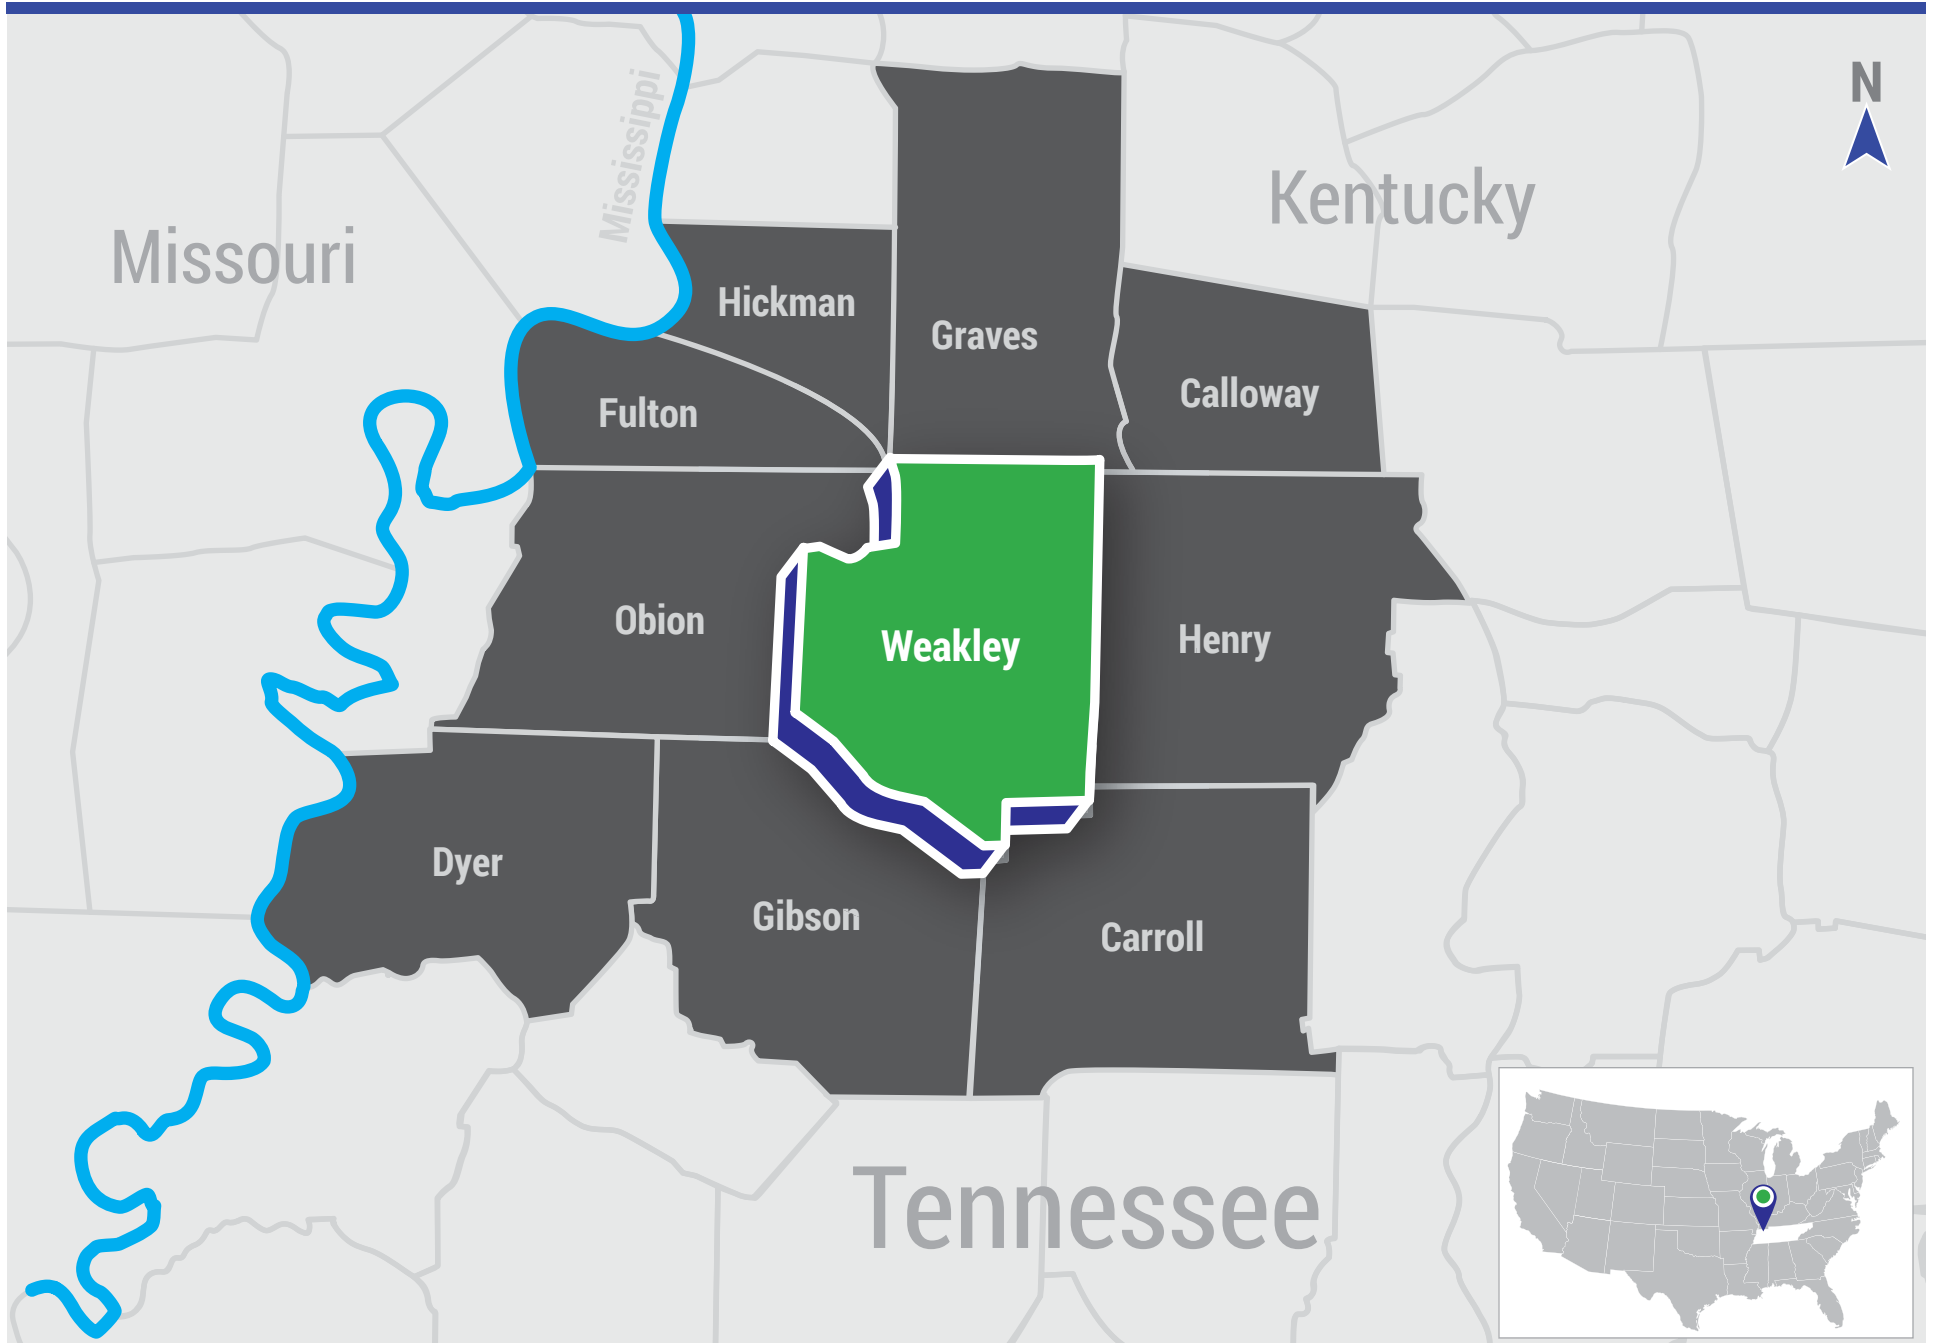 N
Mississippi
Kentucky
Missouri
Hickman
Graves
Calloway
Fulton
Obion
Weakley
Henry
Dyer
Gibson
Carroll
Tennessee